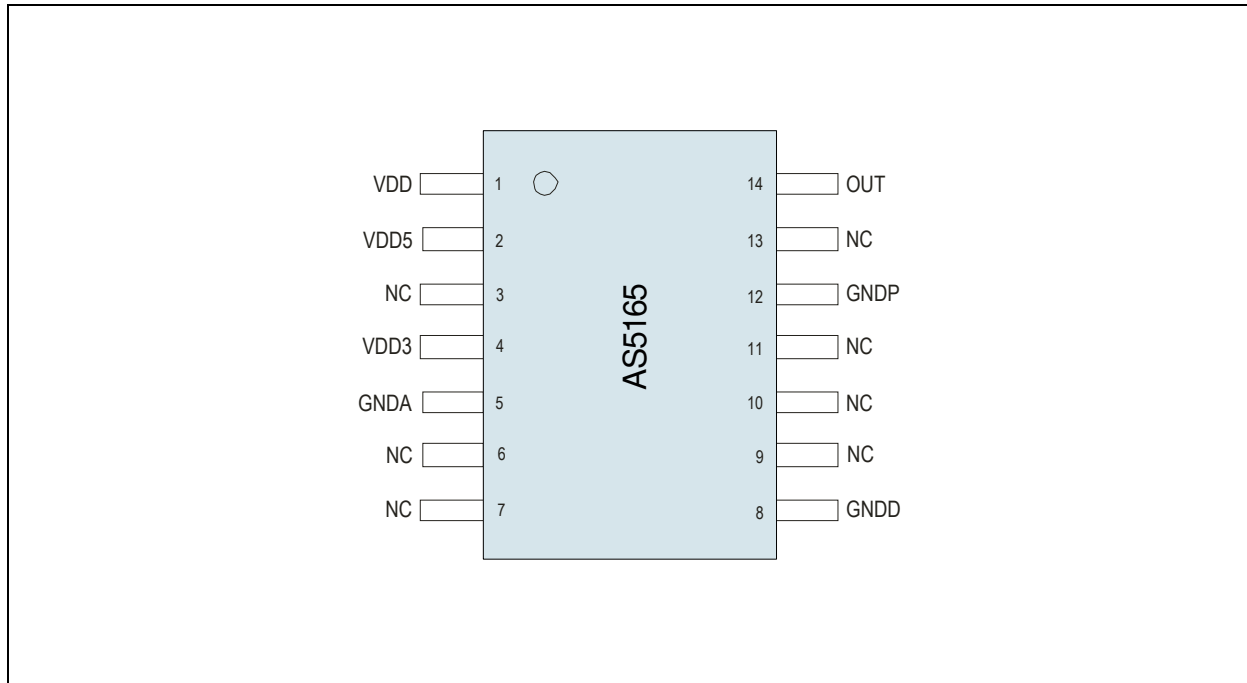 VDD 1 14 OUT
VDD5 2 13 NC
NC 3 12 GNDP
VDD3 4 11 NC
GNDA 5 10 NC
NC 6 9 NC
NC 7 8 GNDD
AS5165